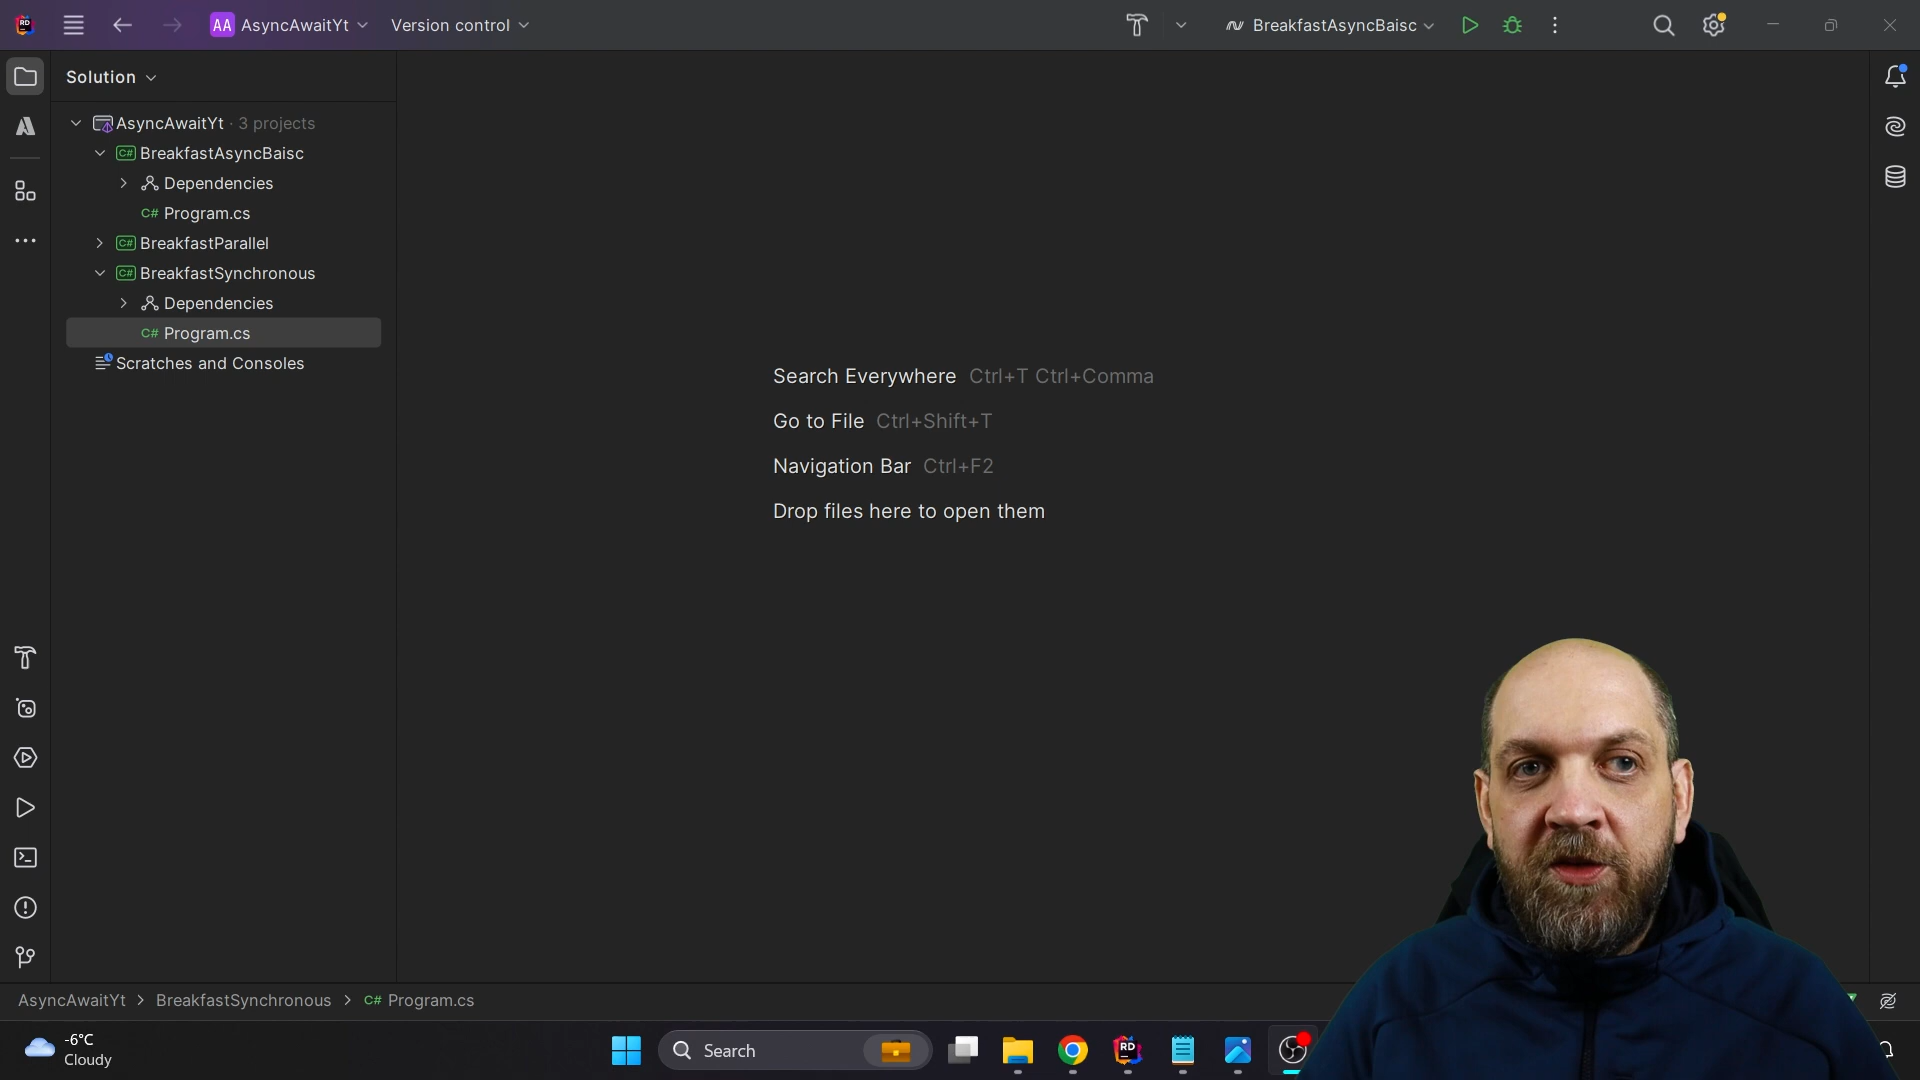 AA AsyncAwaitYt
Version control
BreakfastAsyncBaisc
Solution
AsyncAwaitYt · 3 projects
C# BreakfastAsyncBaisc
Dependencies
C# Program.cs
C# BreakfastParallel
C# BreakfastSynchronous
Dependencies
C# Program.cs
Scratches and Consoles
Search Everywhere Ctrl+T Ctrl+Comma
Go to File Ctrl+Shift+T
Navigation Bar Ctrl+F2
Drop files here to open them
AsyncAwaitYt > BreakfastSynchronous > C# Program.cs
-6°C
Cloudy
Search
RD